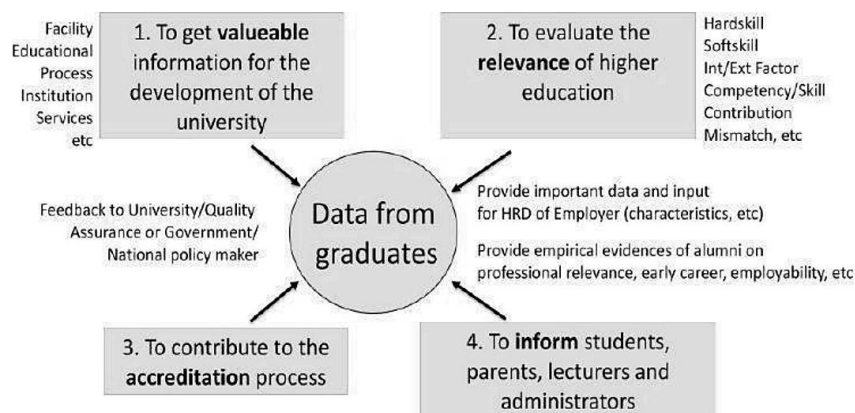 Facility
Educational
Process
Institution
Services
etc
1. To get valueable
information for the
development of the
university
2. To evaluate the
relevance of higher
education
Hardskill
Softskill
Int/Ext Factor
Competency/Skill
Contribution
Mismatch, etc
Feedback to University/Quality
Assurance or Government/
National policy maker
Data from
graduates
Provide important data and input
for HRD of Employer (characteristics, etc)
Provide empirical evidences of alumni on
professional relevance, early career, employability, etc
3. To contribute to the
accreditation process
4. To inform students,
parents, lecturers and
administrators